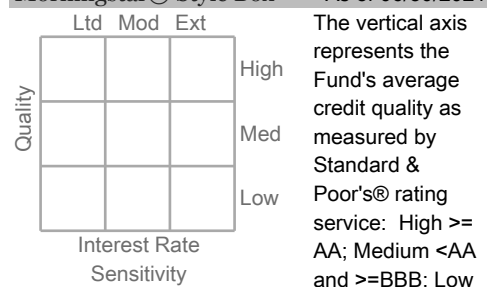 Ltd Mod Ext
High
Med
Low
Quality
Interest Rate
Sensitivity
The vertical axis
represents the
Fund's average
credit quality as
measured by
Standard &
Poor's® rating
service: High >=
AA; Medium <AA
and >=BBB; Low